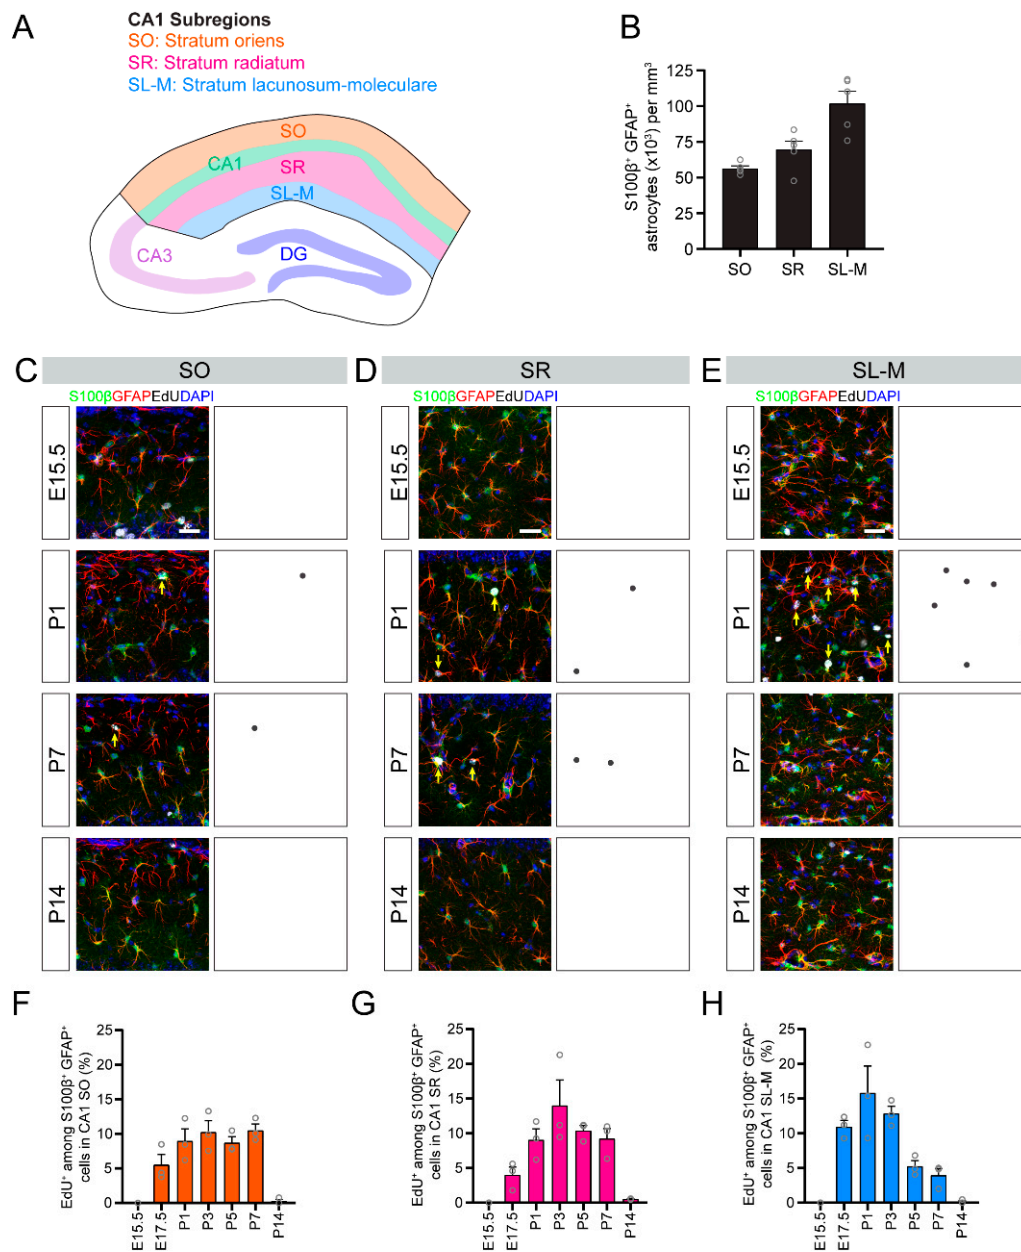 A
CA1 Subregions
SO: Stratum oriens
SR: Stratum radiatum
SL-M: Stratum lacunosum-moleculare
SO
CA1
SR
SL-M
CA3
DG
B
S100β⁺ GFAP⁺
astrocytes (x10³) per mm³
125
100
75
50
25
0
SO
SR
SL-M
C
SO
S100βGFAPEdUDAPI
E15.5
P1
P7
P14
D
SR
S100βGFAPEdUDAPI
E15.5
P1
P7
P14
E
SL-M
S100βGFAPEdUDAPI
E15.5
P1
P7
P14
F
EdU⁺ among S100β⁺ GFAP⁺
cells in CA1 SO (%)
25
20
15
10
5
0
E15.5
E17.5
P1
P3
P5
P7
P14
G
EdU⁺ among S100β⁺ GFAP⁺
cells in CA1 SR (%)
25
20
15
10
5
0
E15.5
E17.5
P1
P3
P5
P7
P14
H
EdU⁺ among S100β⁺ GFAP⁺
cells in CA1 SL-M (%)
25
20
15
10
5
0
E15.5
E17.5
P1
P3
P5
P7
P14